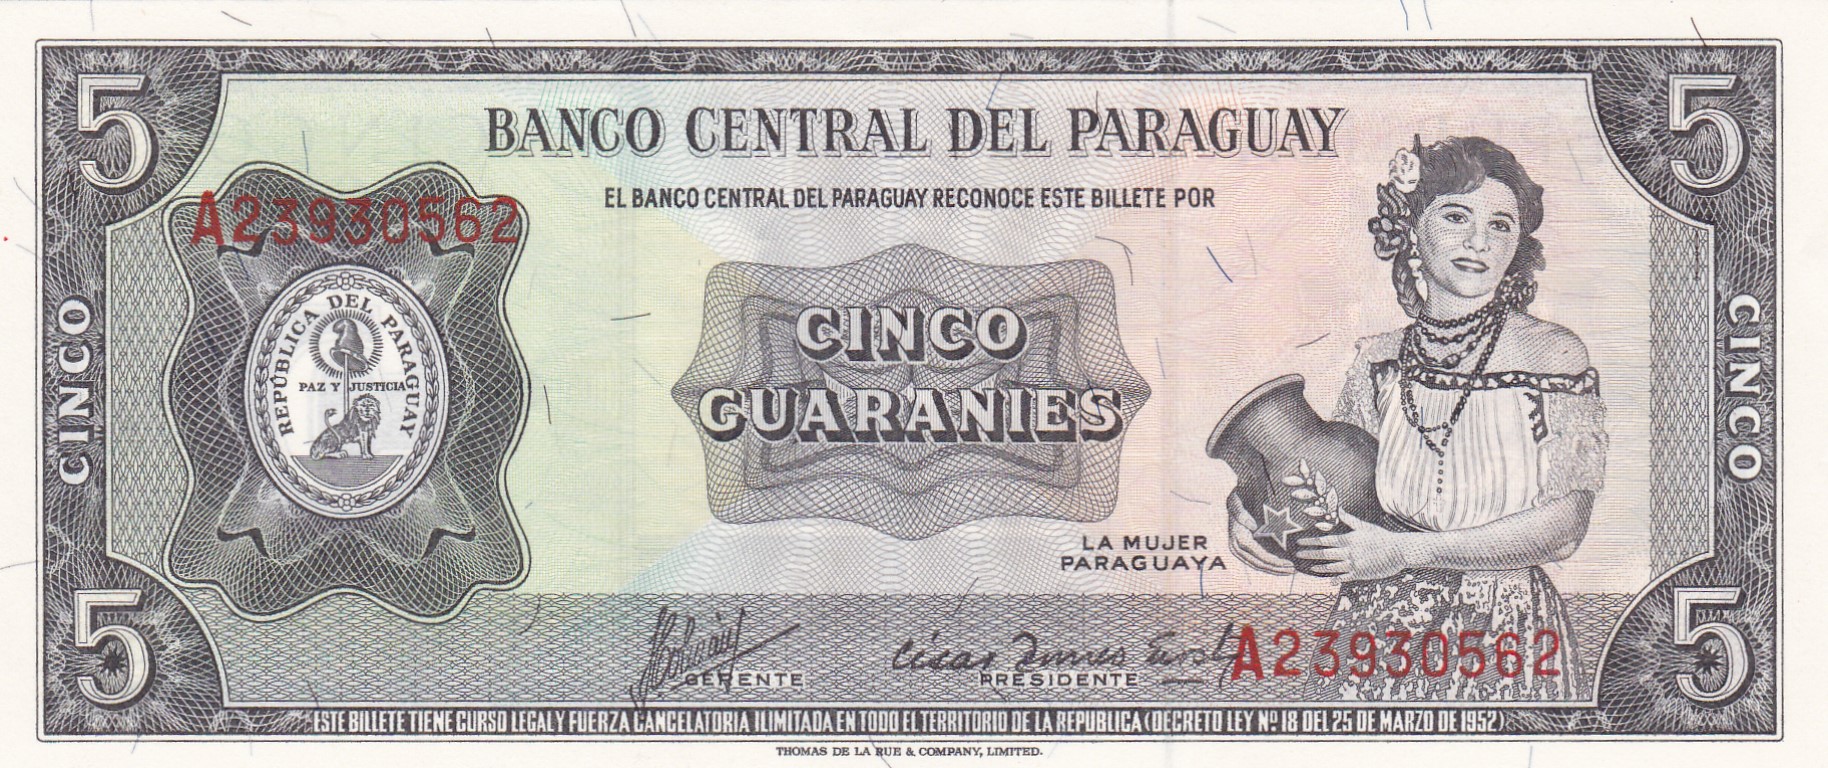 5
5
BANCO CENTRAL DEL PARAGUAY
EL BANCO CENTRAL DEL PARAGUAY RECONOCE ESTE BILLETE POR
A23930562
REPÚBLICA DEL PARAGUAY
PAZ Y JUSTICIA
CINCO
CINCO
GUARANIES
CINCO
LA MUJER
PARAGUAYA
A23930562
GERENTE
PRESIDENTE
5
5
ESTE BILLETE TIENE CURSO LEGAL Y FUERZA CANCELATORIA ILIMITADA EN TODO EL TERRITORIO DE LA REPUBLICA (DECRETO LEY Nº 18 DEL 25 DE MARZO DE 1952)
THOMAS DE LA RUE & COMPANY, LIMITED.